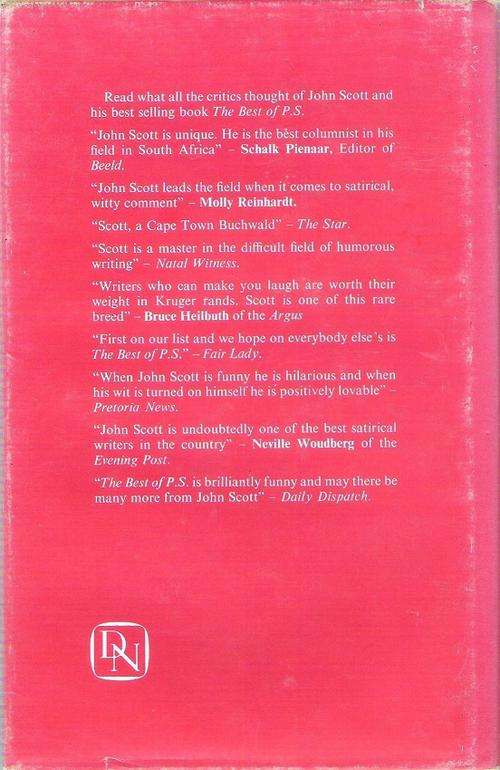 Read what all the critics thought of John Scott and
his best selling book The Best of P.S.
“John Scott is unique. He is the best columnist in his
field in South Africa” – Schalk Pienaar, Editor of
Beeld.
“John Scott leads the field when it comes to satirical,
witty comment” – Molly Reinhardt.
“Scott, a Cape Town Buchwald” – The Star.
“Scott is a master in the difficult field of humorous
writing” – Natal Witness.
“Writers who can make you laugh are worth their
weight in Kruger rands. Scott is one of this rare
breed” – Bruce Heilbuth of the Argus
“First on our list and we hope on everybody else’s is
The Best of P.S.” – Fair Lady.
“When John Scott is funny he is hilarious and when
his wit is turned on himself he is positively lovable” –
Pretoria News.
“John Scott is undoubtedly one of the best satirical
writers in the country” – Neville Woudberg of the
Evening Post.
“The Best of P.S. is brilliantly funny and may there be
many more from John Scott” – Daily Dispatch.
DN